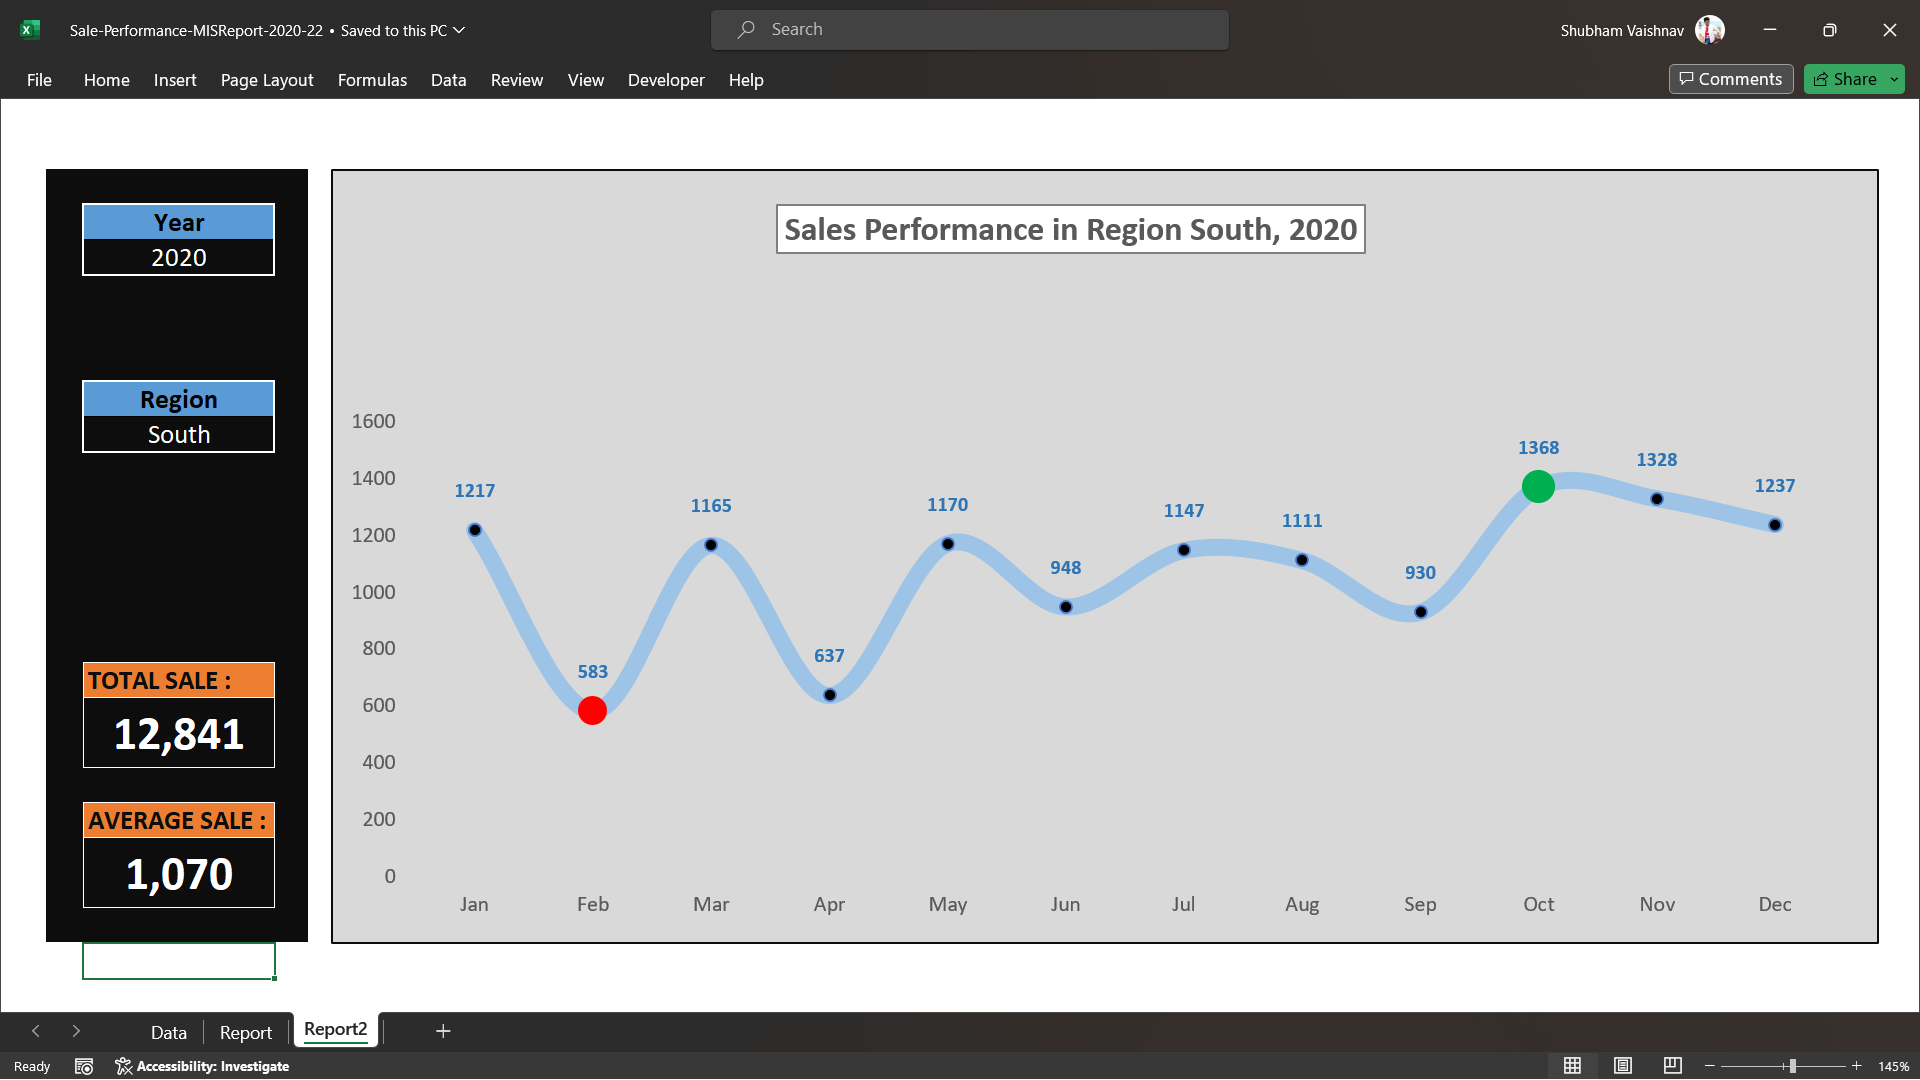 Sale-Performance-MISReport-2020-22 • Saved to this PC
Search
Shubham Vaishnav
File Home Insert Page Layout Formulas Data Review View Developer Help
Comments
Share
Year
2020
Region
South
TOTAL SALE :
12,841
AVERAGE SALE :
1,070
Sales Performance in Region South, 2020
1600
1400
1200
1000
800
600
400
200
0
1217
583
1165
637
1170
948
1147
1111
930
1368
1328
1237
Jan Feb Mar Apr May Jun Jul Aug Sep Oct Nov Dec
Data Report Report2
Ready
Accessibility: Investigate
145%